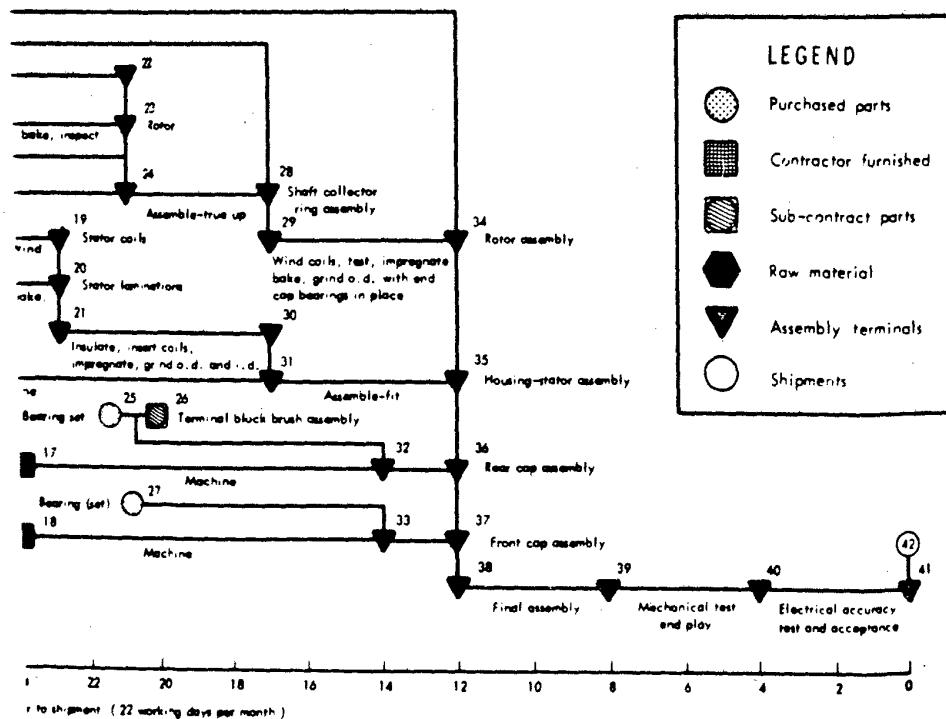 22
23
Rotor
bake, inspect
24
28
Assemble-true up
Shaft collector
ring assembly
19
Stator coils
wind
29
34
Wind coils, test, impregnate
bake, grind o.d. with end
cap bearings in place
Rotor assembly
20
Stator laminations
21
30
Insulate, insert coils,
impregnate, grind o.d. and i.d.
31
35
Assemble-fit
Housing-stator assembly
Bearing set
25
26
Terminal block brush assembly
17
32
36
Machine
Rear cap assembly
Bearing (set)
27
18
33
37
Machine
Front cap assembly
38
39
40
41
42
Final assembly
Mechanical test
end play
Electrical accuracy
test and acceptance
22 20 18 16 14 12 10 8 6 4 2 0
r to shipment (22 working days per month)
LEGEND
Purchased parts
Contractor furnished
Sub-contract parts
Raw material
Assembly terminals
Shipments